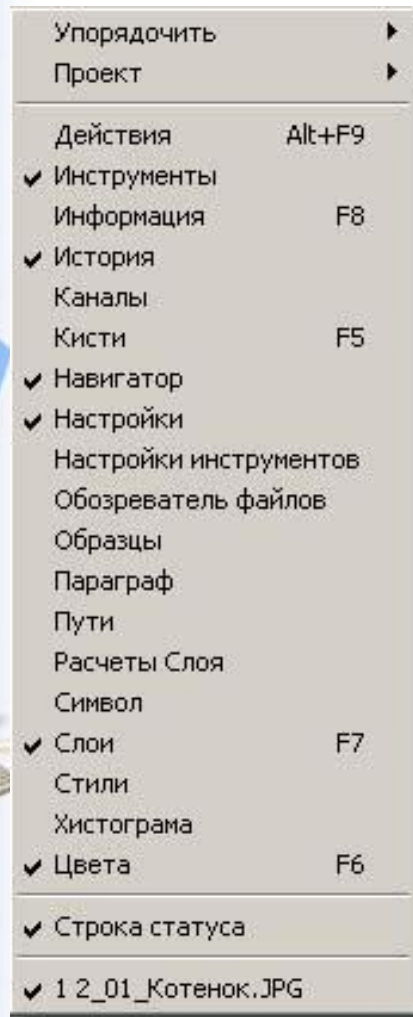 Упорядочить
Проект
Действия Alt+F9
Инструменты
Информация F8
История
Каналы
Кисти F5
Навигатор
Настройки
Настройки инструментов
Обозреватель файлов
Образцы
Параграф
Пути
Расчеты Слоя
Символ
Слои F7
Стили
Хистограма
Цвета F6
Строка статуса
1 2_01_Котенок.JPG